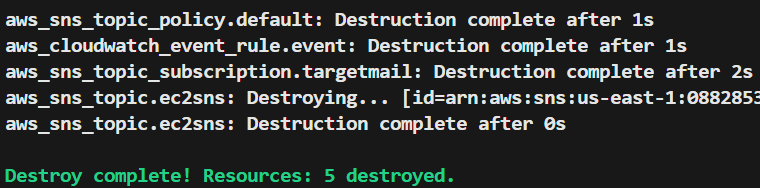 aws_sns_topic_policy.default: Destruction complete after 1s
aws_cloudwatch_event_rule.event: Destruction complete after 1s
aws_sns_topic_subscription.targetmail: Destruction complete after 2s
aws_sns_topic.ec2sns: Destroying... [id=arn:aws:sns:us-east-1:0882853
aws_sns_topic.ec2sns: Destruction complete after 0s
Destroy complete! Resources: 5 destroyed.